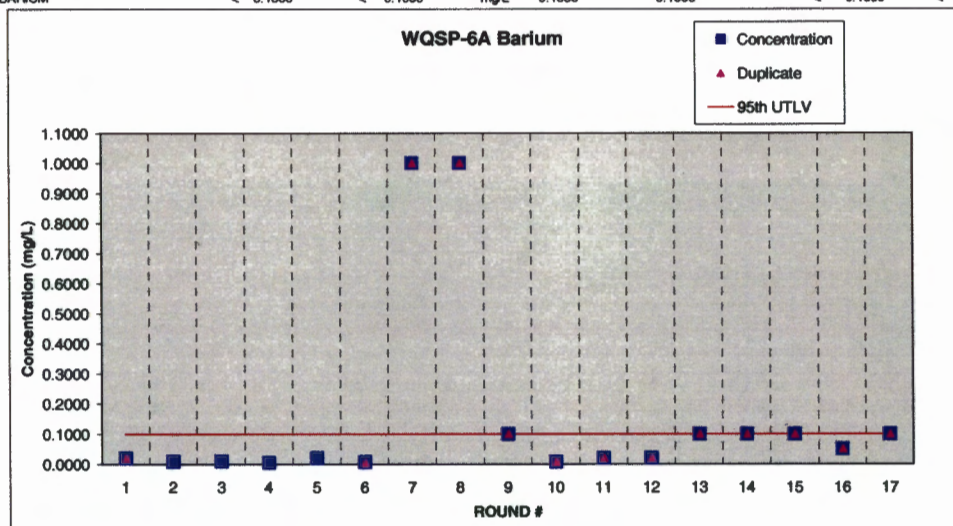 WQSP-6A Barium
Concentration
Duplicate
95th UTLV
Concentration (mg/L)
1.1000
1.0000
0.9000
0.8000
0.7000
0.6000
0.5000
0.4000
0.3000
0.2000
0.1000
0.0000
1 2 3 4 5 6 7 8 9 10 11 12 13 14 15 16 17
ROUND #